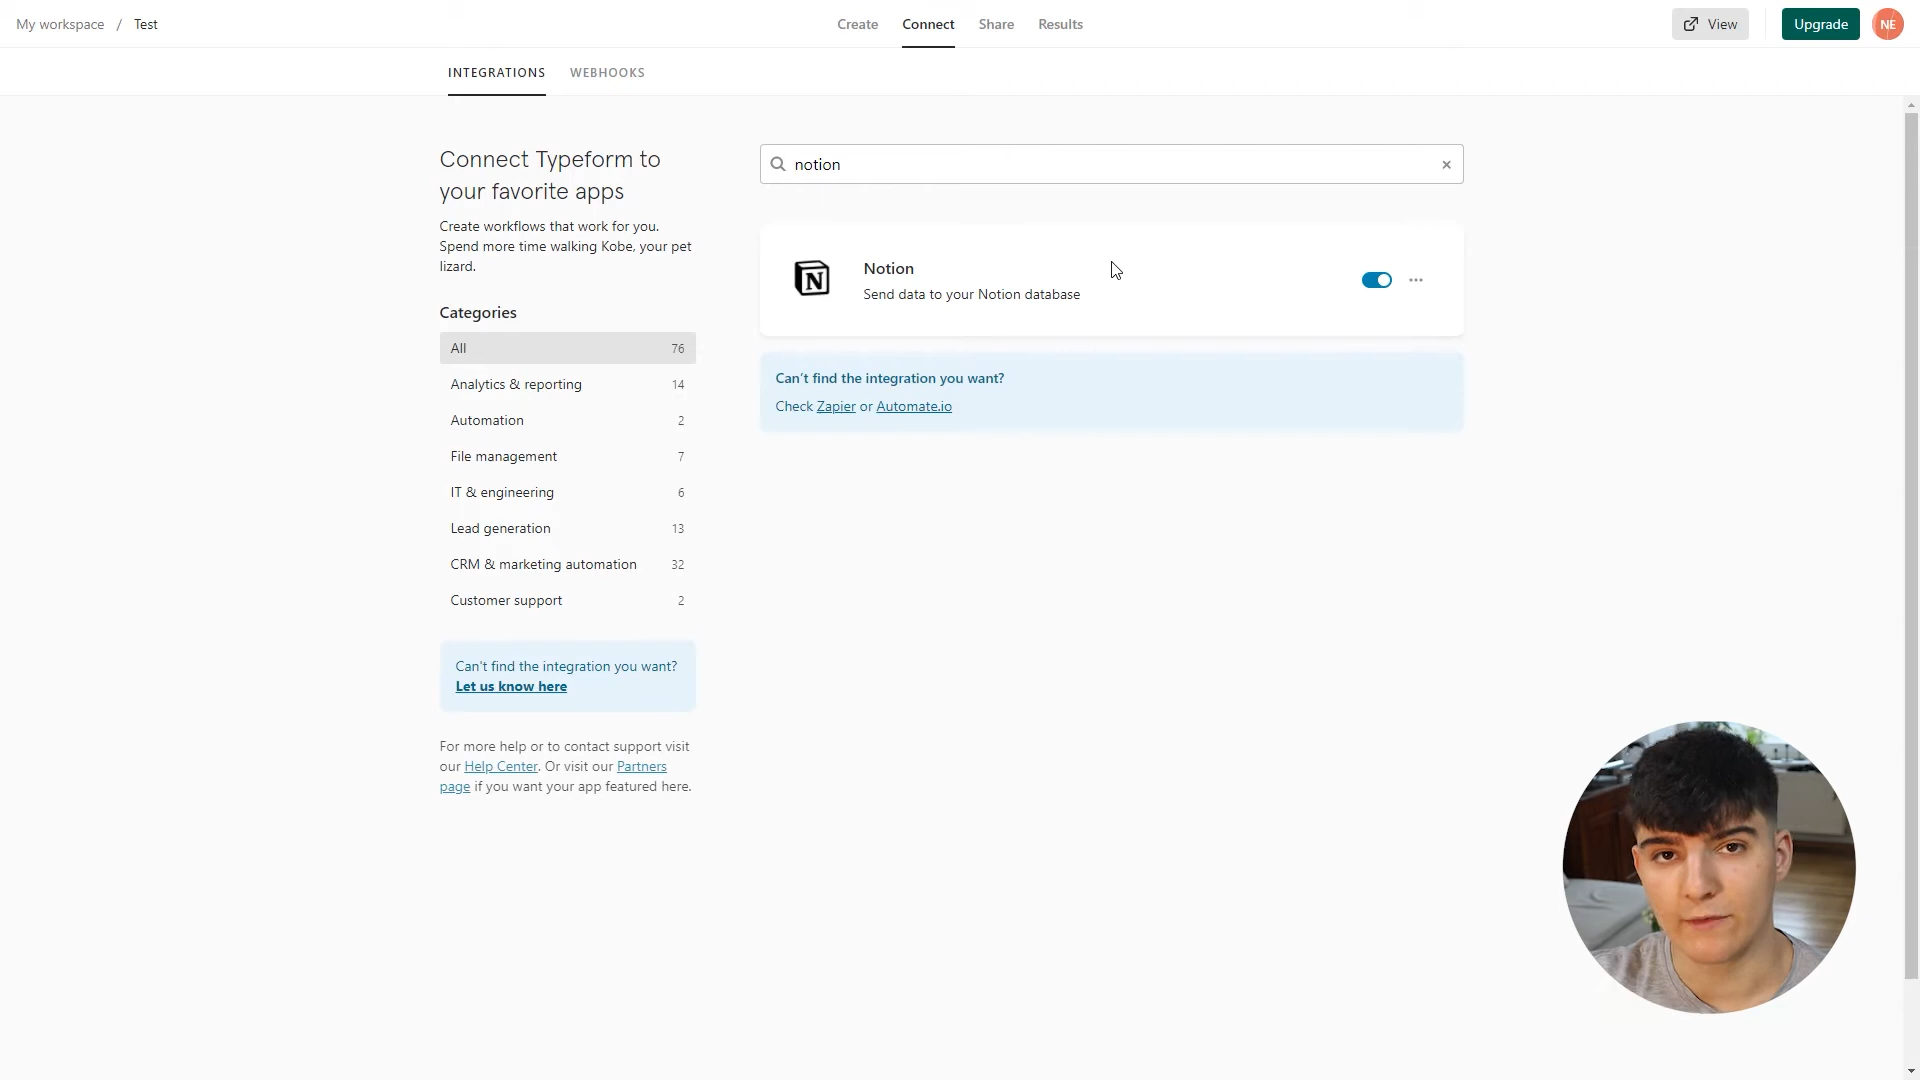 My workspace / Test
Create
Connect
Share
Results
View
Upgrade
NE
INTEGRATIONS
WEBHOOKS
Connect Typeform to
your favorite apps
Create workflows that work for you.
Spend more time walking Kobe, your pet
lizard.
Categories
All 76
Analytics & reporting 14
Automation 2
File management 7
IT & engineering 6
Lead generation 13
CRM & marketing automation 32
Customer support 2
Can't find the integration you want?
Let us know here
For more help or to contact support visit
our Help Center. Or visit our Partners
page if you want your app featured here.
notion
N
Notion
Send data to your Notion database
Can't find the integration you want?
Check Zapier or Automate.io